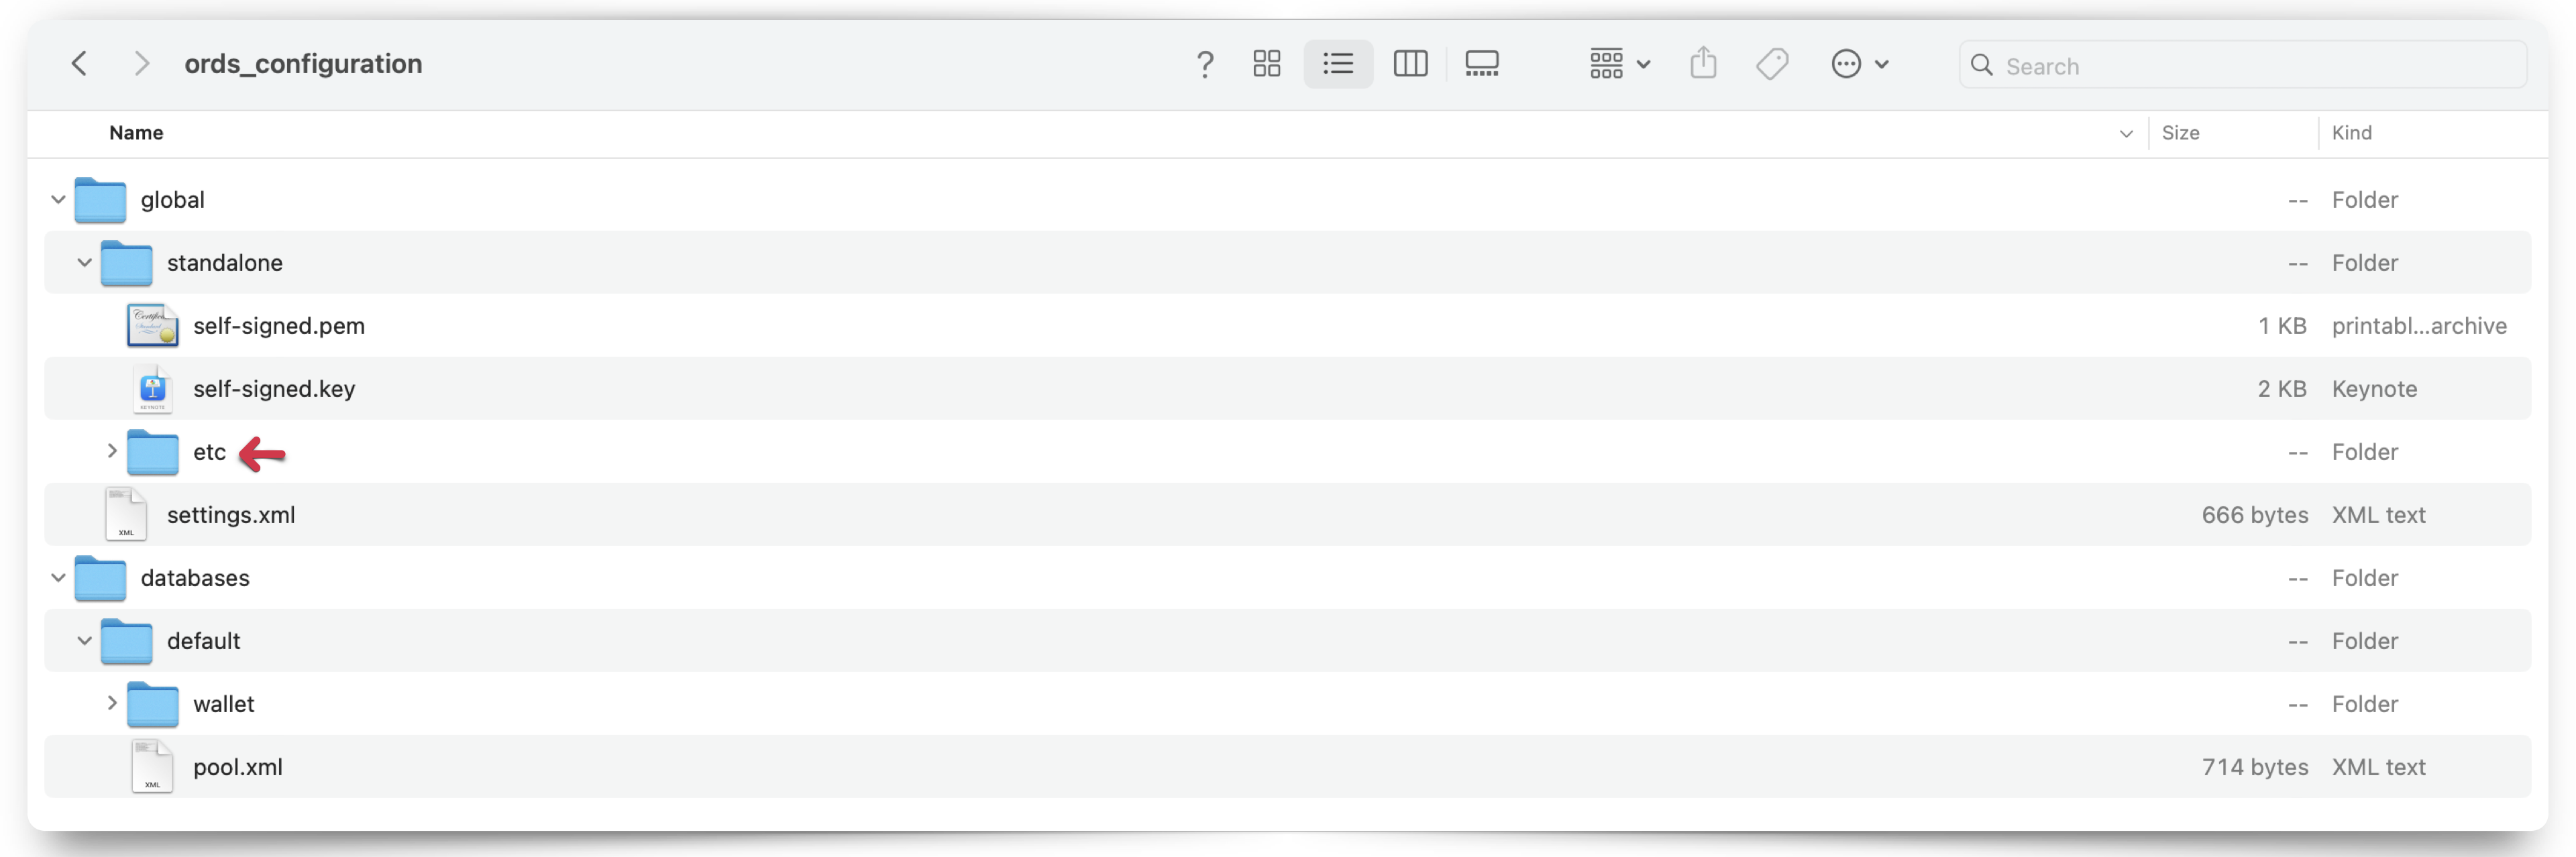 ords_configuration
Search
Name Size Kind
global -- Folder
standalone -- Folder
self-signed.pem 1 KB printabl...archive
self-signed.key 2 KB Keynote
etc -- Folder
settings.xml 666 bytes XML text
databases -- Folder
default -- Folder
wallet -- Folder
pool.xml 714 bytes XML text